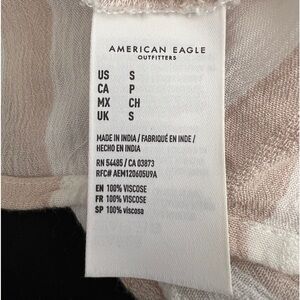 AMERICAN EAGLE
OUTFITTERS
US S
CA P
MX CH
UK S
MADE IN INDIA / FABRIQUÉ EN INDE /
HECHO EN INDIA
RN 54485 / CA 03873
RFC# AEM120605U9A
EN 100% VISCOSE
FR 100% VISCOSE
SP 100% viscosa